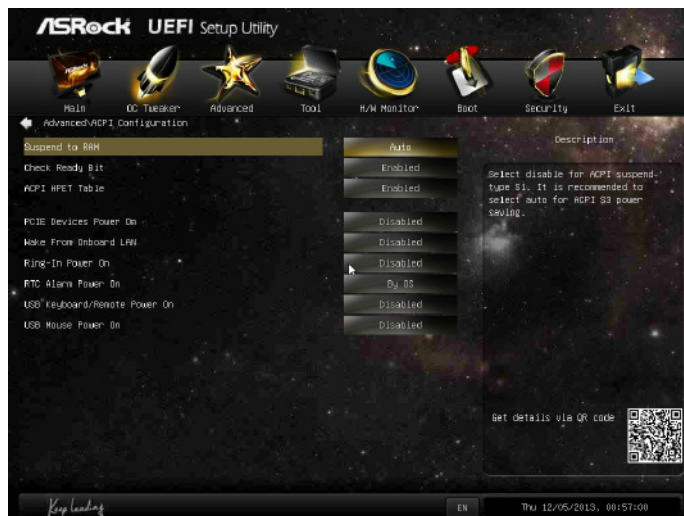 ASRock UEFI Setup Utility
Main OC Tweaker Advanced Tool H/W Monitor Boot Security Exit
Advanced\ACPI Configuration
Description
Suspend to RAM Auto
Check Ready Bit Enabled
ACPI HPET Table Enabled
Select disable for ACPI suspend-
type S1. It is recommended to
select auto for ACPI S3 power
saving.
PCIE Devices Power On Disabled
Wake From Onboard LAN Disabled
Ring-In Power On Disabled
RTC Alarm Power On By OS
USB Keyboard/Remote Power On Disabled
USB Mouse Power On Disabled
Get details via QR code
Keep Leading
EN
Thu 12/05/2013, 00:57:00